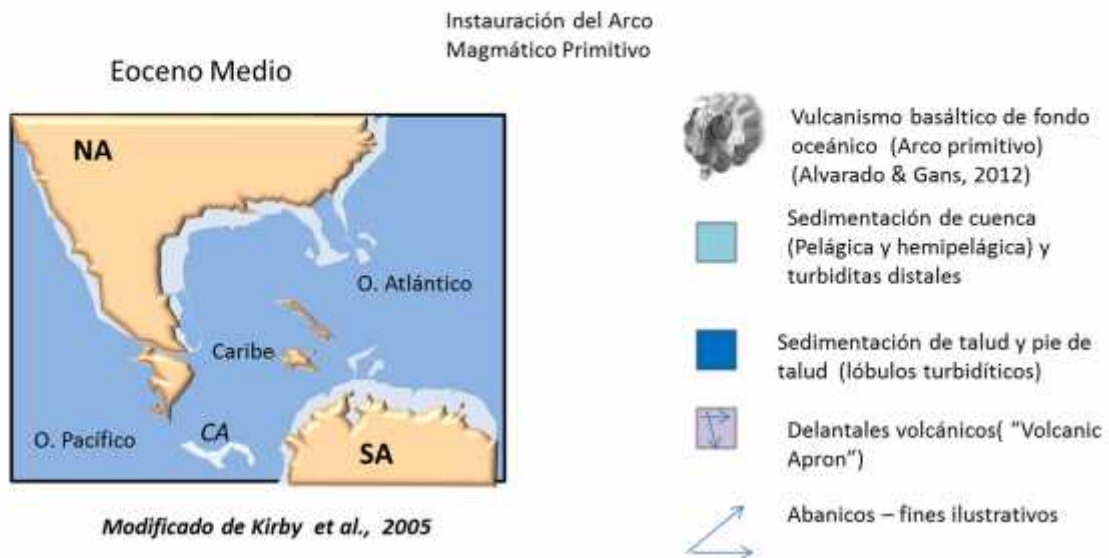 Instauración del Arco
Magmático Primitivo
Eoceno Medio
NA
O. Atlántico
Caribe
O. Pacífico
CA
SA
Modificado de Kirby et al., 2005
Vulcanismo basáltico de fondo
oceánico (Arco primitivo)
(Alvarado & Gans, 2012)
Sedimentación de cuenca
(Pelágica y hemipelágica) y
turbiditas distales
Sedimentación de talud y pie de
talud (lóbulos turbidíticos)
Delantales volcánicos( “Volcanic
Apron”)
Abanicos – fines ilustrativos